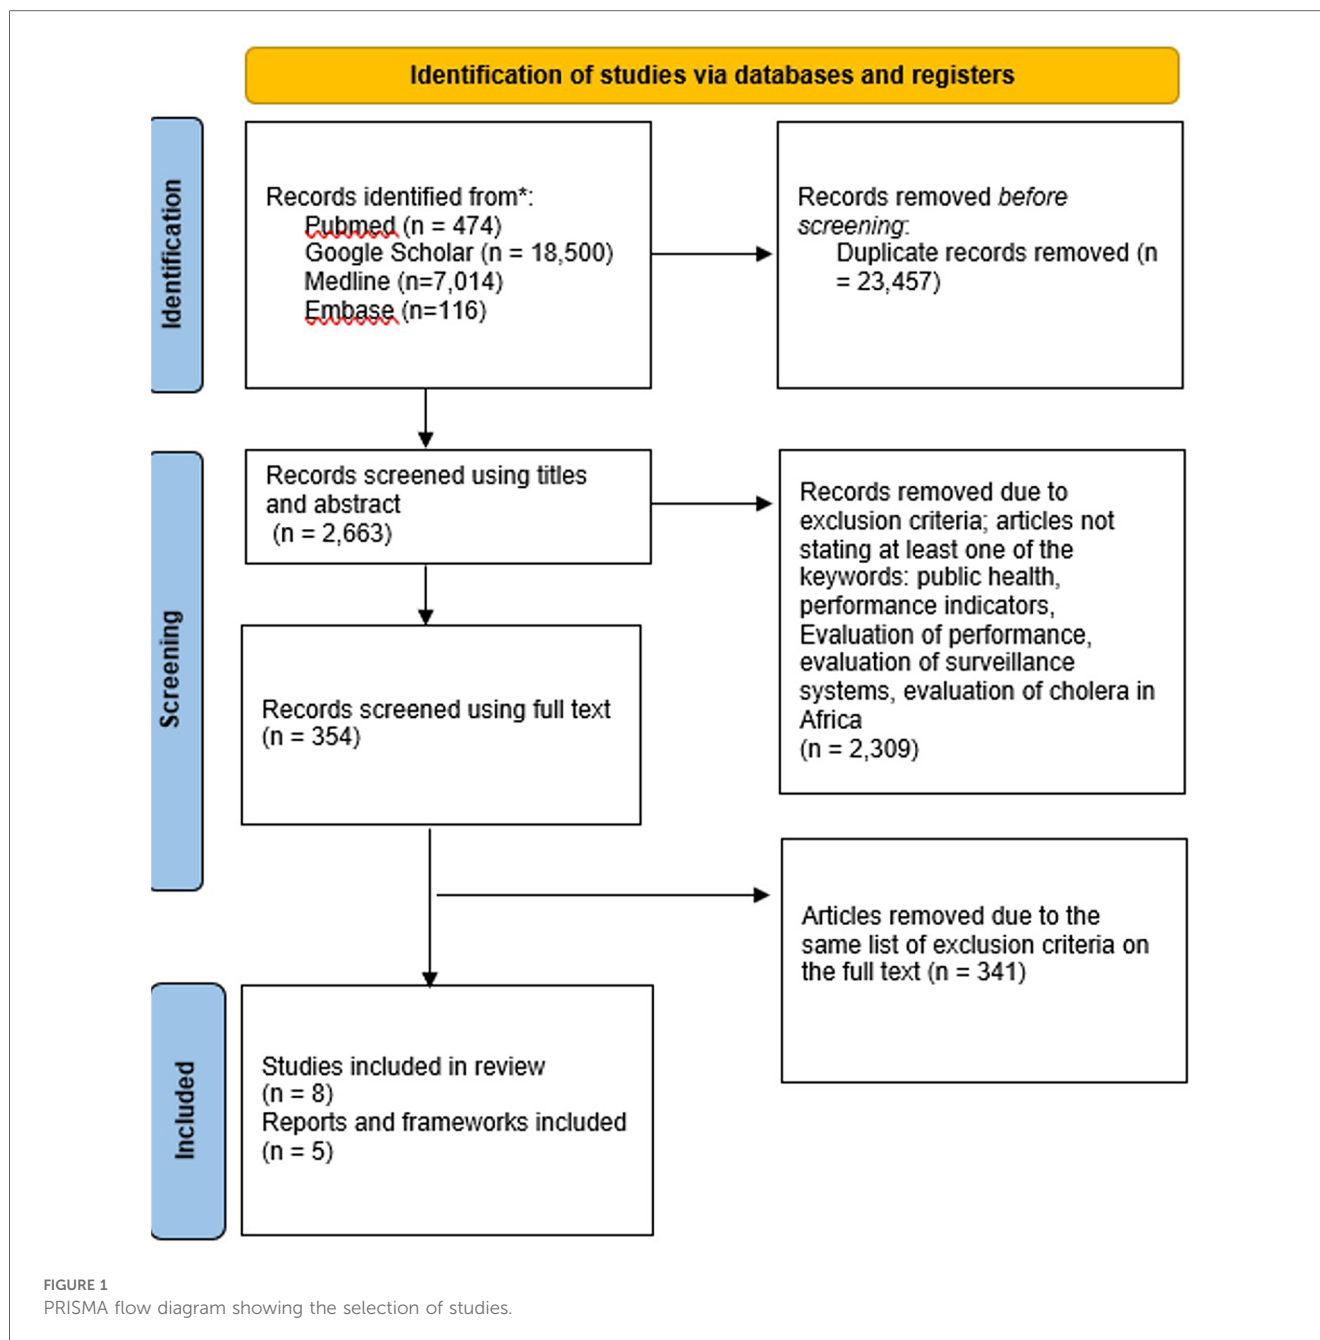 Identification of studies via databases and registers
Identification
Records identified from*:
Pubmed (n = 474)
Google Scholar (n = 18,500)
Medline (n=7,014)
Embase (n=116)
Records removed before
screening:
Duplicate records removed (n
= 23,457)
Screening
Records screened using titles
and abstract
(n = 2,663)
Records removed due to
exclusion criteria; articles not
stating at least one of the
keywords: public health,
performance indicators,
Evaluation of performance,
evaluation of surveillance
systems, evaluation of cholera in
Africa
(n = 2,309)
Records screened using full text
(n = 354)
Articles removed due to the
same list of exclusion criteria on
the full text (n = 341)
Included
Studies included in review
(n = 8)
Reports and frameworks included
(n = 5)
FIGURE 1
PRISMA flow diagram showing the selection of studies.